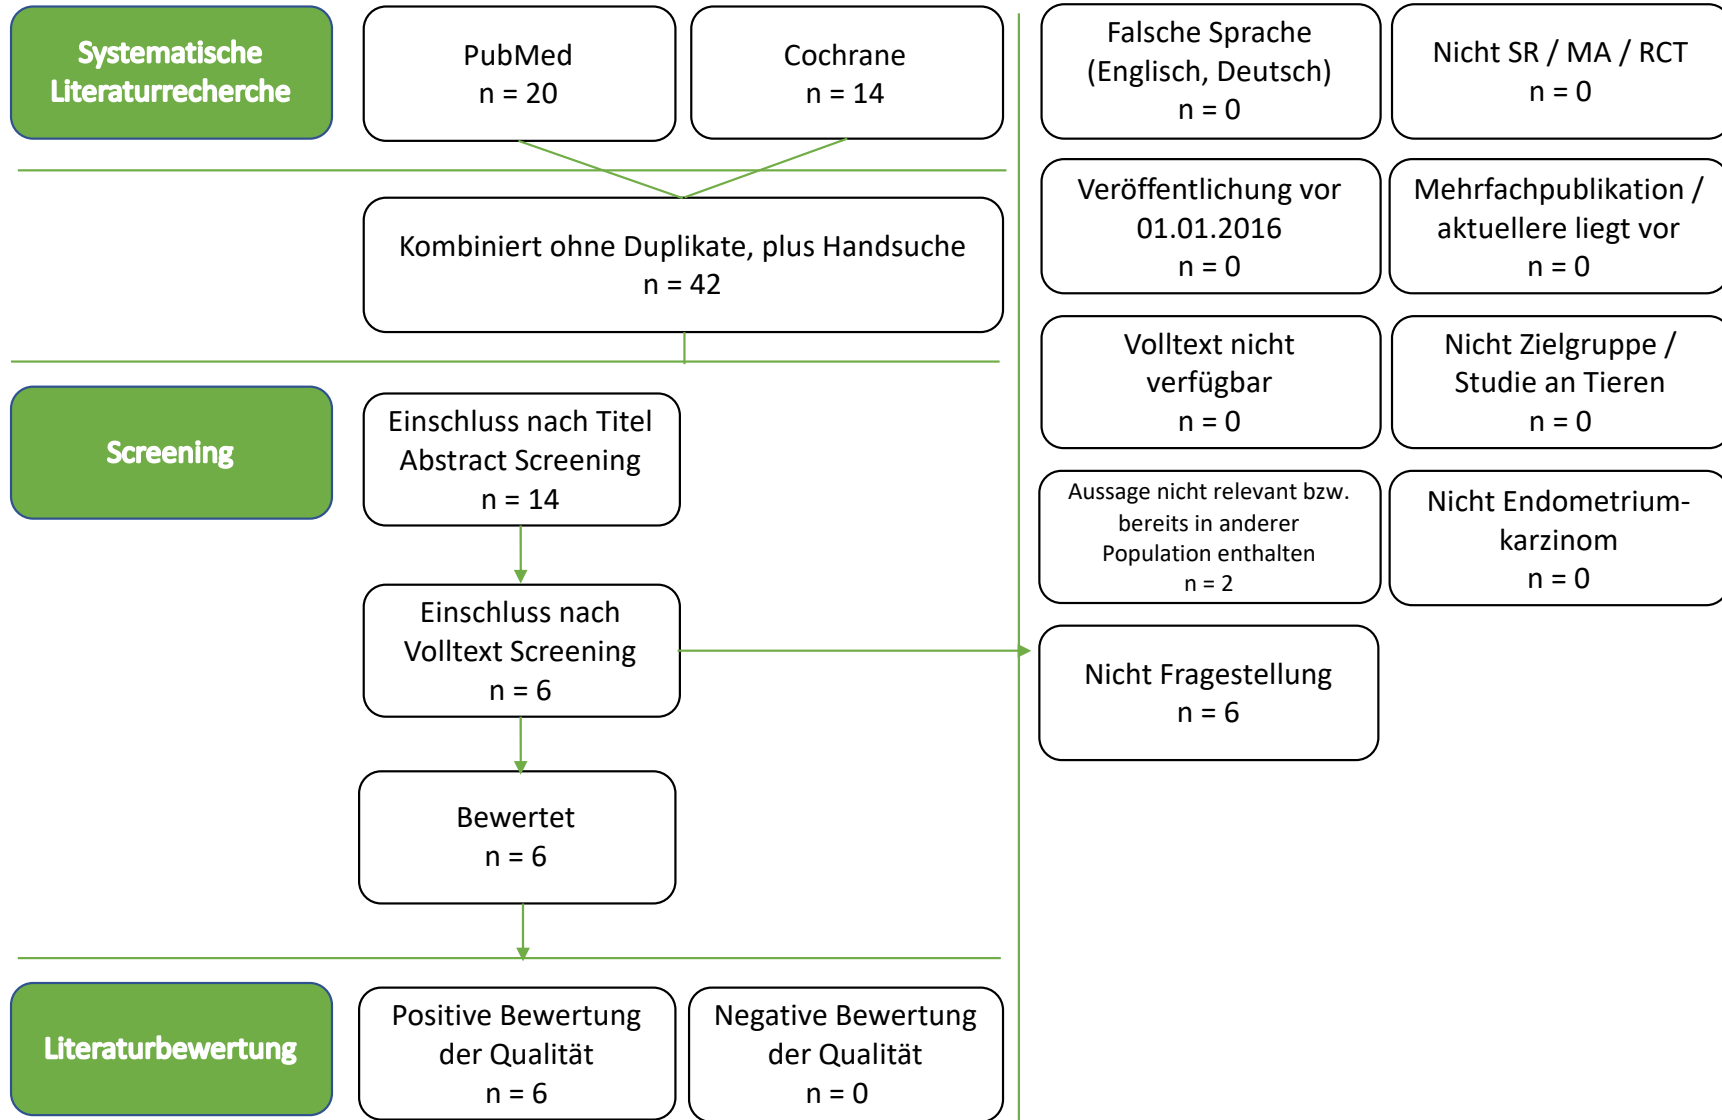 Systematische
Literaturrecherche
PubMed
n = 20
Cochrane
n = 14
Kombiniert ohne Duplikate, plus Handsuche
n = 42
Screening
Einschluss nach Titel
Abstract Screening
n = 14
Einschluss nach
Volltext Screening
n = 6
Bewertet
n = 6
Literaturbewertung
Positive Bewertung
der Qualität
n = 6
Negative Bewertung
der Qualität
n = 0
Falsche Sprache
(Englisch, Deutsch)
n = 0
Nicht SR / MA / RCT
n = 0
Veröffentlichung vor
01.01.2016
n = 0
Mehrfachpublikation /
aktuellere liegt vor
n = 0
Volltext nicht
verfügbar
n = 0
Nicht Zielgruppe /
Studie an Tieren
n = 0
Aussage nicht relevant bzw.
bereits in anderer
Population enthalten
n = 2
Nicht Endometrium-
karzinom
n = 0
Nicht Fragestellung
n = 6